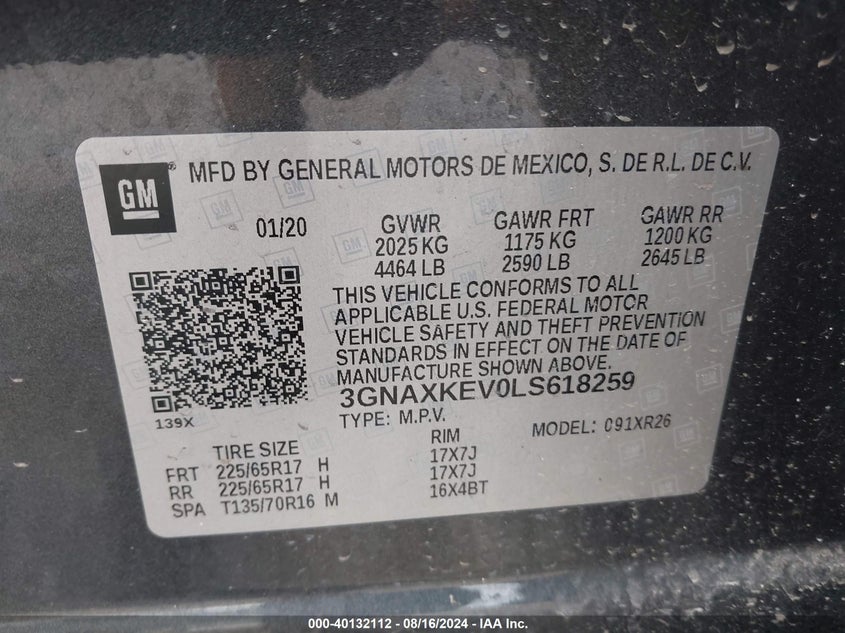 GM
MFD BY GENERAL MOTORS DE MEXICO, S. DE R.L. DE C.V.
01/20
GVWR GAWR FRT GAWR RR
2025 KG 1175 KG 1200 KG
4464 LB 2590 LB 2645 LB
THIS VEHICLE CONFORMS TO ALL
APPLICABLE U.S. FEDERAL MOTOR
VEHICLE SAFETY AND THEFT PREVENTION
STANDARDS IN EFFECT ON THE DATE OF
MANUFACTURE SHOWN ABOVE.
3GNAXKEV0LS618259
139X
TYPE: M.P.V. MODEL: 091XR26
TIRE SIZE RIM
FRT 225/65R17 H 17X7J
RR 225/65R17 H 17X7J
SPA T135/70R16 M 16X4BT
000-40132112 - 08/16/2024 - IAA Inc.